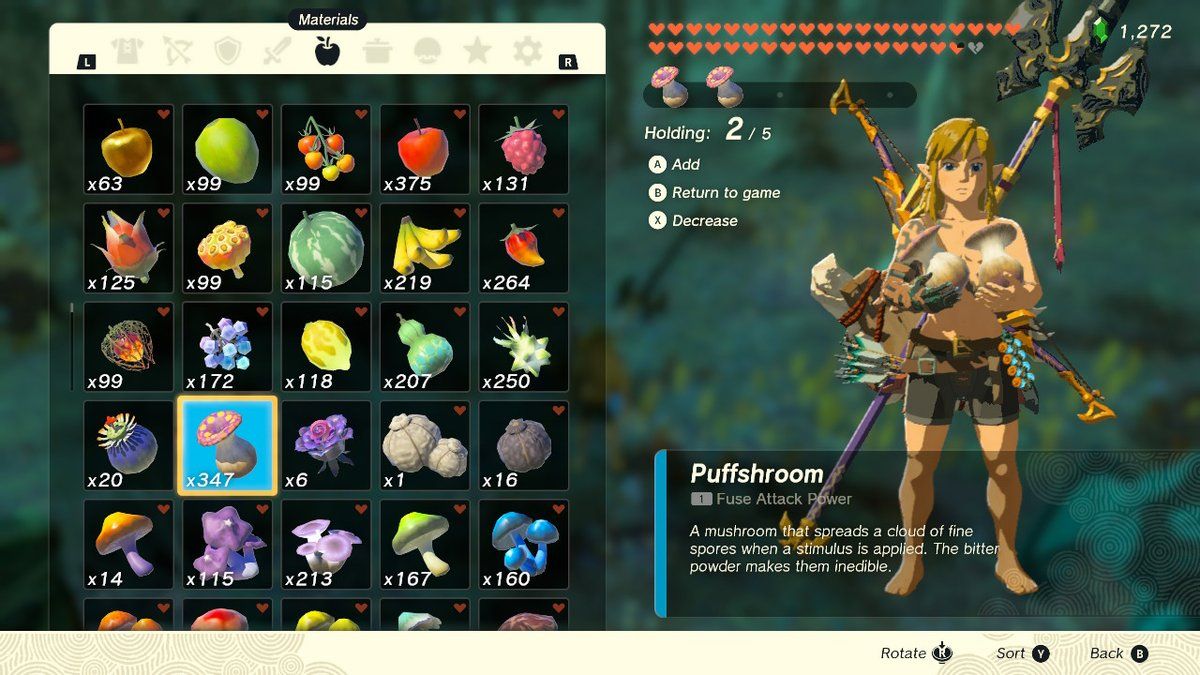 Materials
L
R
x63
x99
x99
x375
x131
x125
x99
x115
x219
x264
x99
x172
x118
x207
x250
x20
x347
x6
x1
x16
x14
x115
x213
x167
x160
1,272
Holding: 2 / 5
A Add
B Return to game
X Decrease
Puffshroom
1 Fuse Attack Power
A mushroom that spreads a cloud of fine
spores when a stimulus is applied. The bitter
powder makes them inedible.
Rotate R Sort Y Back B